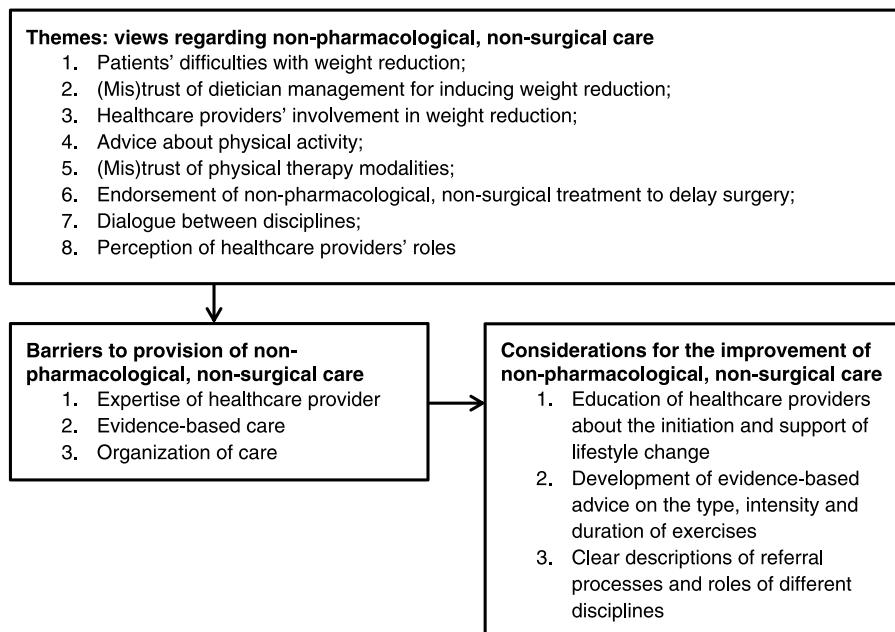 Themes: views regarding non-pharmacological, non-surgical care
1. Patients' difficulties with weight reduction;
2. (Mis)trust of dietician management for inducing weight reduction;
3. Healthcare providers' involvement in weight reduction;
4. Advice about physical activity;
5. (Mis)trust of physical therapy modalities;
6. Endorsement of non-pharmacological, non-surgical treatment to delay surgery;
7. Dialogue between disciplines;
8. Perception of healthcare providers' roles
Barriers to provision of non-
pharmacological, non-surgical care
1. Expertise of healthcare provider
2. Evidence-based care
3. Organization of care
Considerations for the improvement of
non-pharmacological, non-surgical care
1. Education of healthcare providers
about the initiation and support of
lifestyle change
2. Development of evidence-based
advice on the type, intensity and
duration of exercises
3. Clear descriptions of referral
processes and roles of different
disciplines